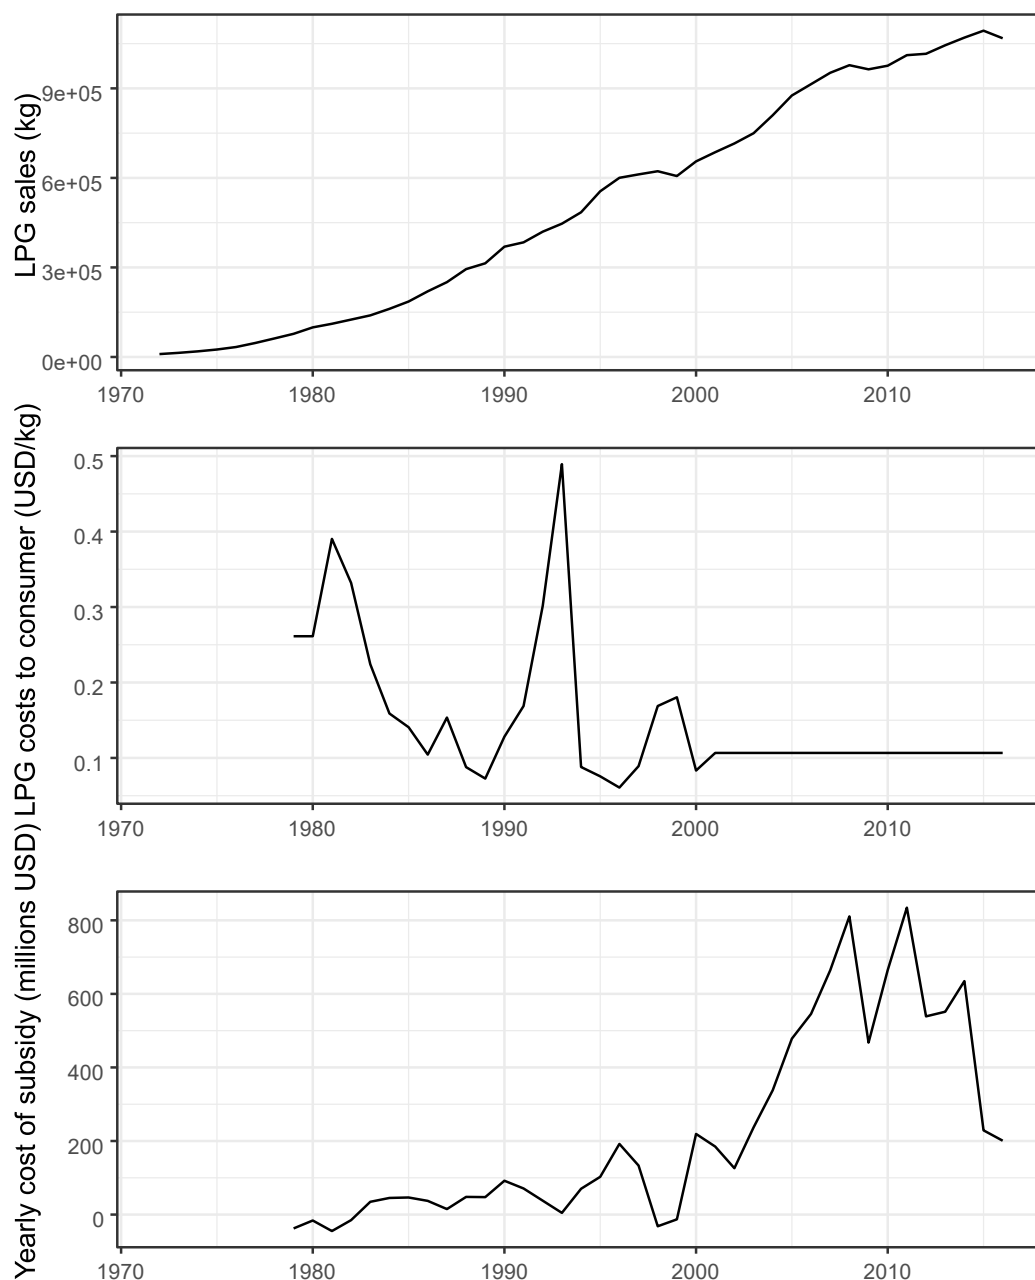 LPG sales (kg)
9e+05
6e+05
3e+05
0e+00
1970 1980 1990 2000 2010
LPG costs to consumer (USD/kg)
0.5
0.4
0.3
0.2
0.1
1970 1980 1990 2000 2010
Yearly cost of subsidy (millions USD)
800
600
400
200
0
1970 1980 1990 2000 2010